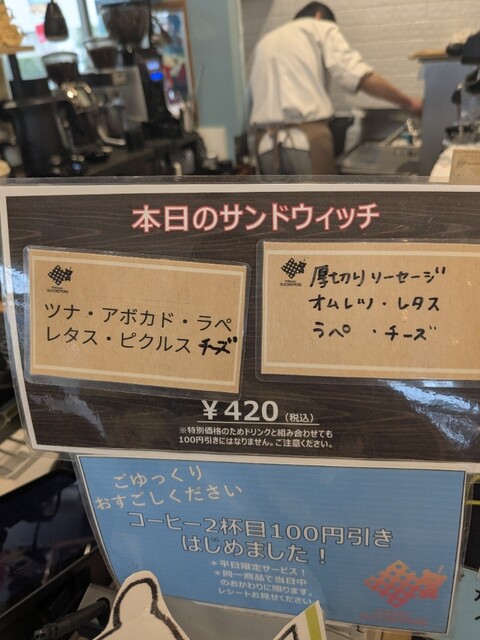 本日のサンドウィッチ
ツナ・アボカド・ラペ
レタス・ピクルス チーズ
厚切りソーセージ
オムレツ・レタス
ラペ ・チーズ
¥420(税込)
※特別価格のためドリンクと組み合わせても
100円引きにはなりません。ご注意ください。
ごゆっくり
おすごしください
コーヒー2杯目100円引き
はじめました!
*平日限定サービス!
*同一商品で当日中
のおかわりに限ります。
レシートお見せください